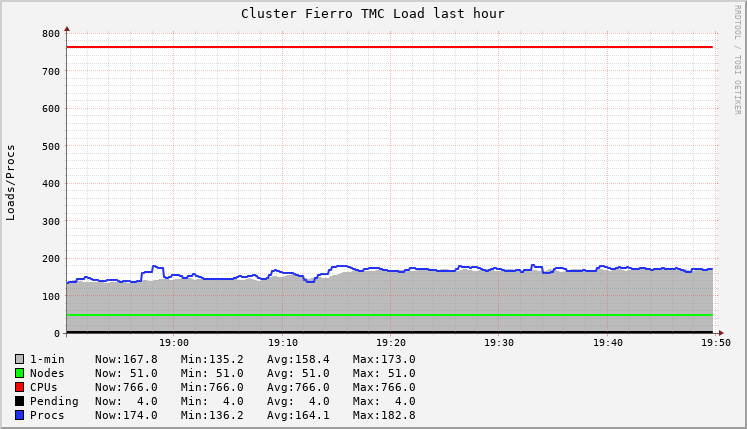 Cluster Fierro TMC Load last hour
RRDTOOL / TOBI OETIKER
Loads/Procs
800
700
600
500
400
300
200
100
0
19:00 19:10 19:20 19:30 19:40 19:50
1-min Now:167.8 Min:135.2 Avg:158.4 Max:173.0
Nodes Now: 51.0 Min: 51.0 Avg: 51.0 Max: 51.0
CPUs Now:766.0 Min:766.0 Avg:766.0 Max:766.0
Pending Now: 4.0 Min: 4.0 Avg: 4.0 Max: 4.0
Procs Now:174.0 Min:136.2 Avg:164.1 Max:182.8